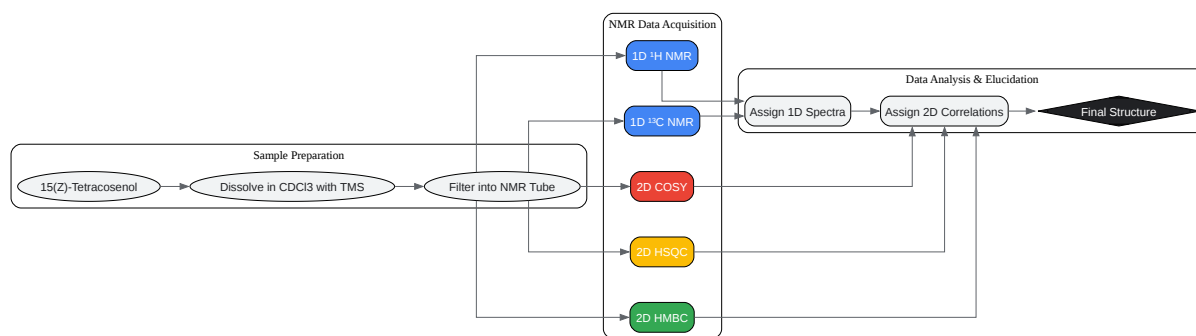 NMR Data Acquisition
1D ¹H NMR
Data Analysis & Elucidation
Assign 1D Spectra
Assign 2D Correlations
Final Structure
1D ¹³C NMR
Sample Preparation
15(Z)-Tetracosenol
Dissolve in CDCl3 with TMS
Filter into NMR Tube
2D COSY
2D HSQC
2D HMBC